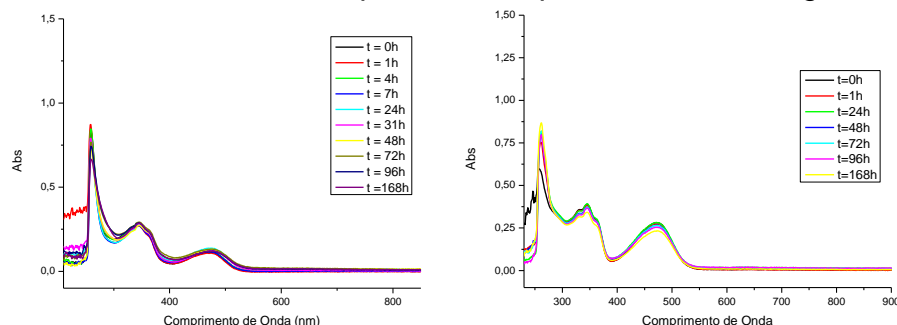 1,5
1,0
0,5
0,0
Abs
400
600
800
Comprimento de Onda (nm)
t = 0h
t = 1h
t = 4h
t = 7h
t = 24h
t = 31h
t = 48h
t = 72h
t = 96h
t =168h
1,50
1,25
1,00
0,75
0,50
0,25
0,00
Abs
300
400
500
600
700
800
900
Comprimento de Onda
t=0h
t=1h
t=24h
t=48h
t=72h
t=96h
t=168h